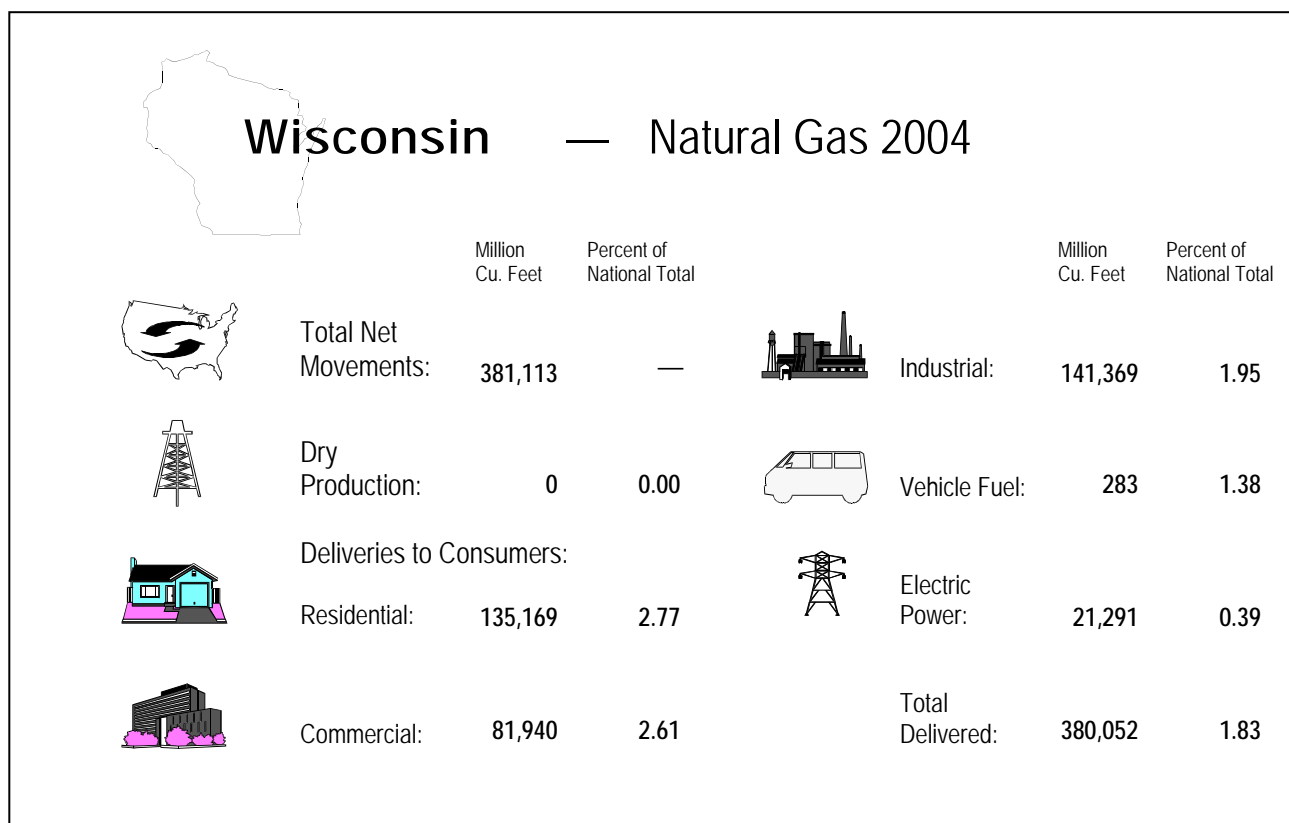 Wisconsin — Natural Gas 2004
Million Percent of
Cu. Feet National Total
Total Net
Movements: 381,113 —
Dry
Production: 0 0.00
Deliveries to Consumers:
Residential: 135,169 2.77
Commercial: 81,940 2.61
Million Percent of
Cu. Feet National Total
Industrial: 141,369 1.95
Vehicle Fuel: 283 1.38
Electric
Power: 21,291 0.39
Total
Delivered: 380,052 1.83